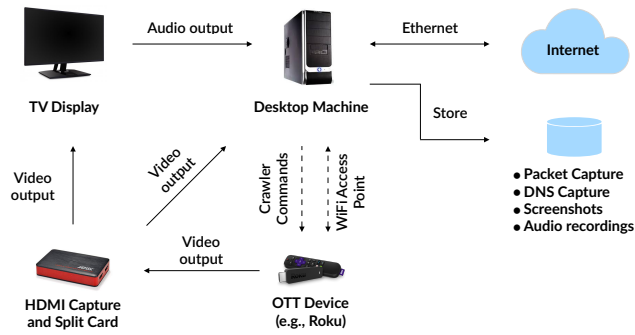 Audio output
Ethernet
Internet
TV Display
Desktop Machine
Store
Video
output
Video
output
Crawler
Commands
WiFi Access
Point
● Packet Capture
● DNS Capture
● Screenshots
● Audio recordings
Video
output
HDMI Capture
and Split Card
OTT Device
(e.g., Roku)